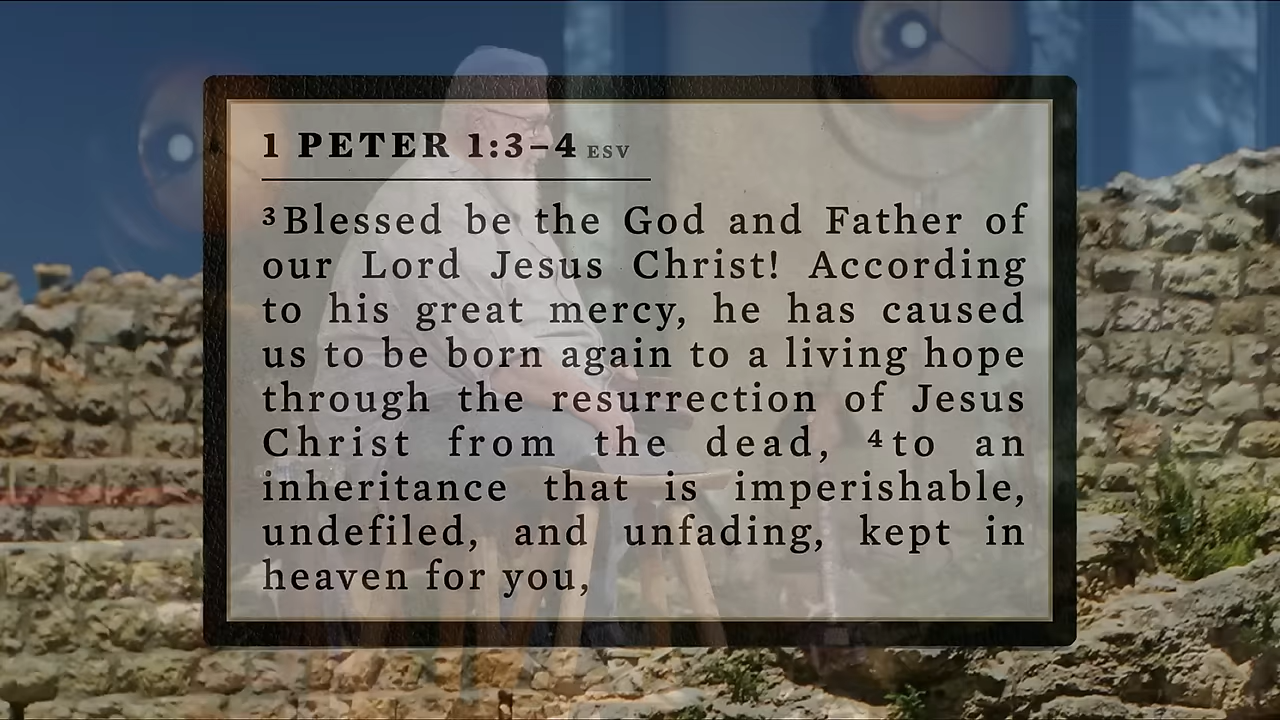 1 PETER 1:3–4 ESV
³Blessed be the God and Father of
our Lord Jesus Christ! According
to his great mercy, he has caused
us to be born again to a living hope
through the resurrection of Jesus
Christ from the dead, ⁴to an
inheritance that is imperishable,
undefiled, and unfading, kept in
heaven for you,